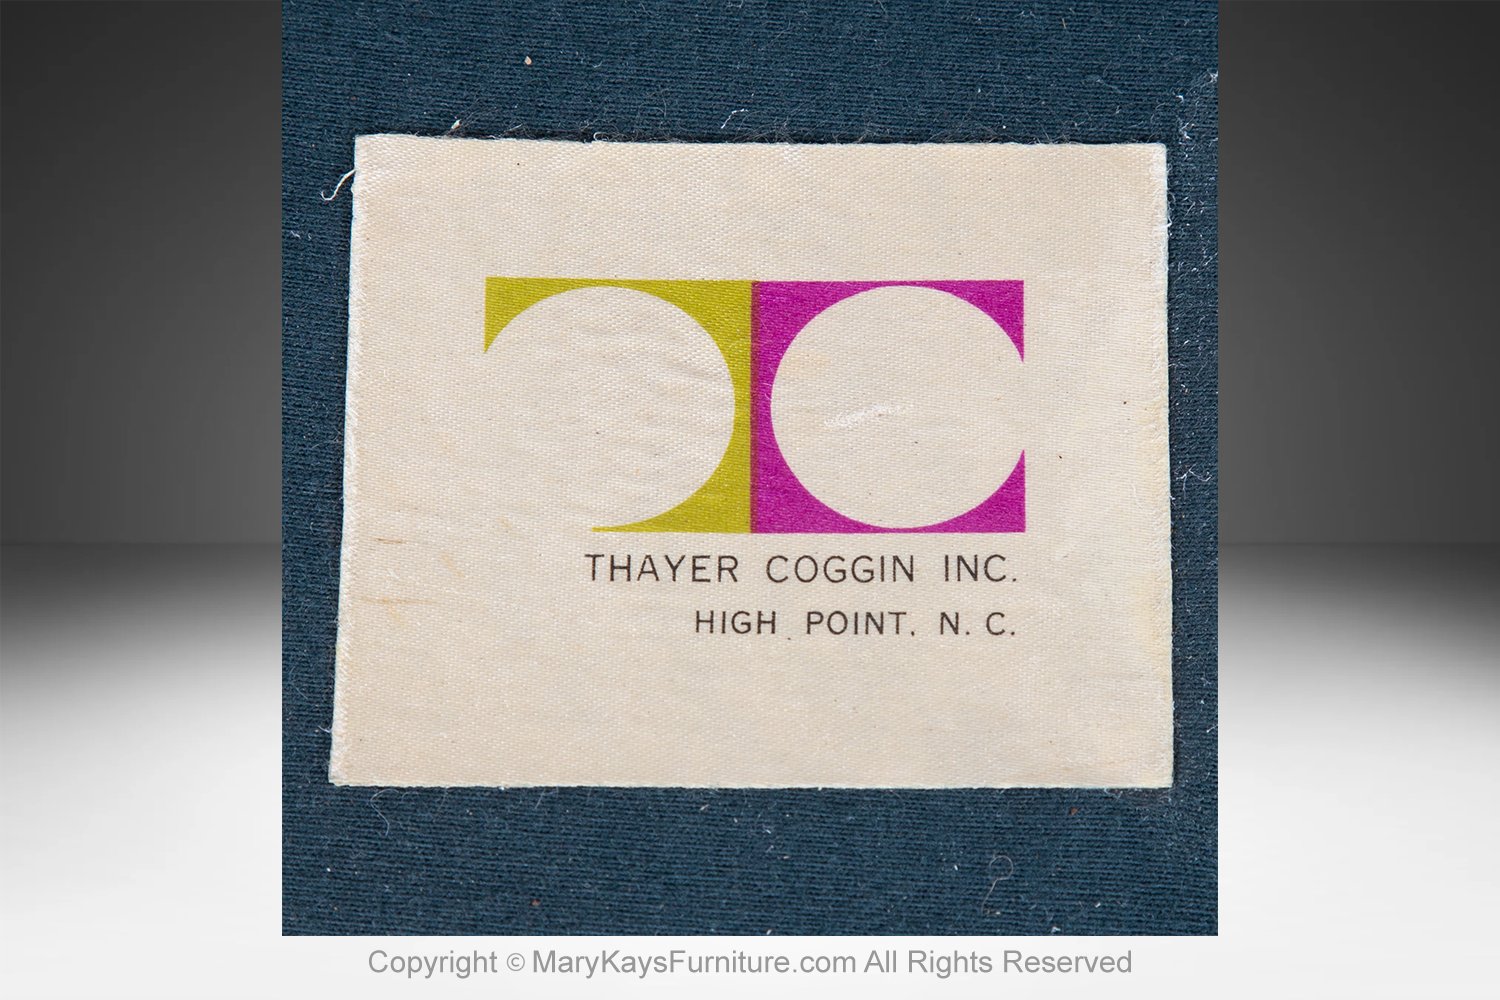 THAYER COGGIN INC.
HIGH POINT, N. C.
Copyright © MaryKaysFurniture.com All Rights Reserved